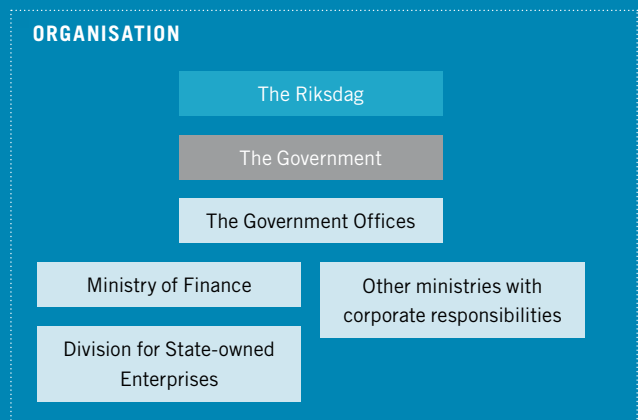 ORGANISATION
The Riksdag
The Government
The Government Offices
Ministry of Finance
Other ministries with
corporate responsibilities
Division for State-owned
Enterprises